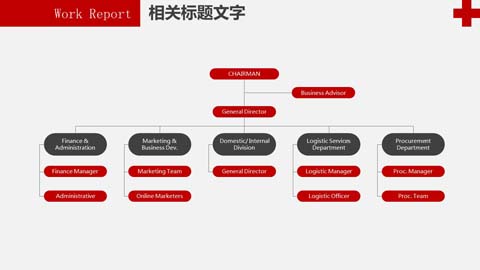 Work Report
相关标题文字
CHAIRMAN
Business Advisor
General Director
Finance &
Administration
Marketing &
Business Dev.
Domestic/ Internal
Division
Logistic Services
Department
Procurement
Department
Finance Manager
Marketing Team
General Director
Logistic Manager
Proc. Manager
Administrative
Online Marketers
Logistic Officer
Proc. Team